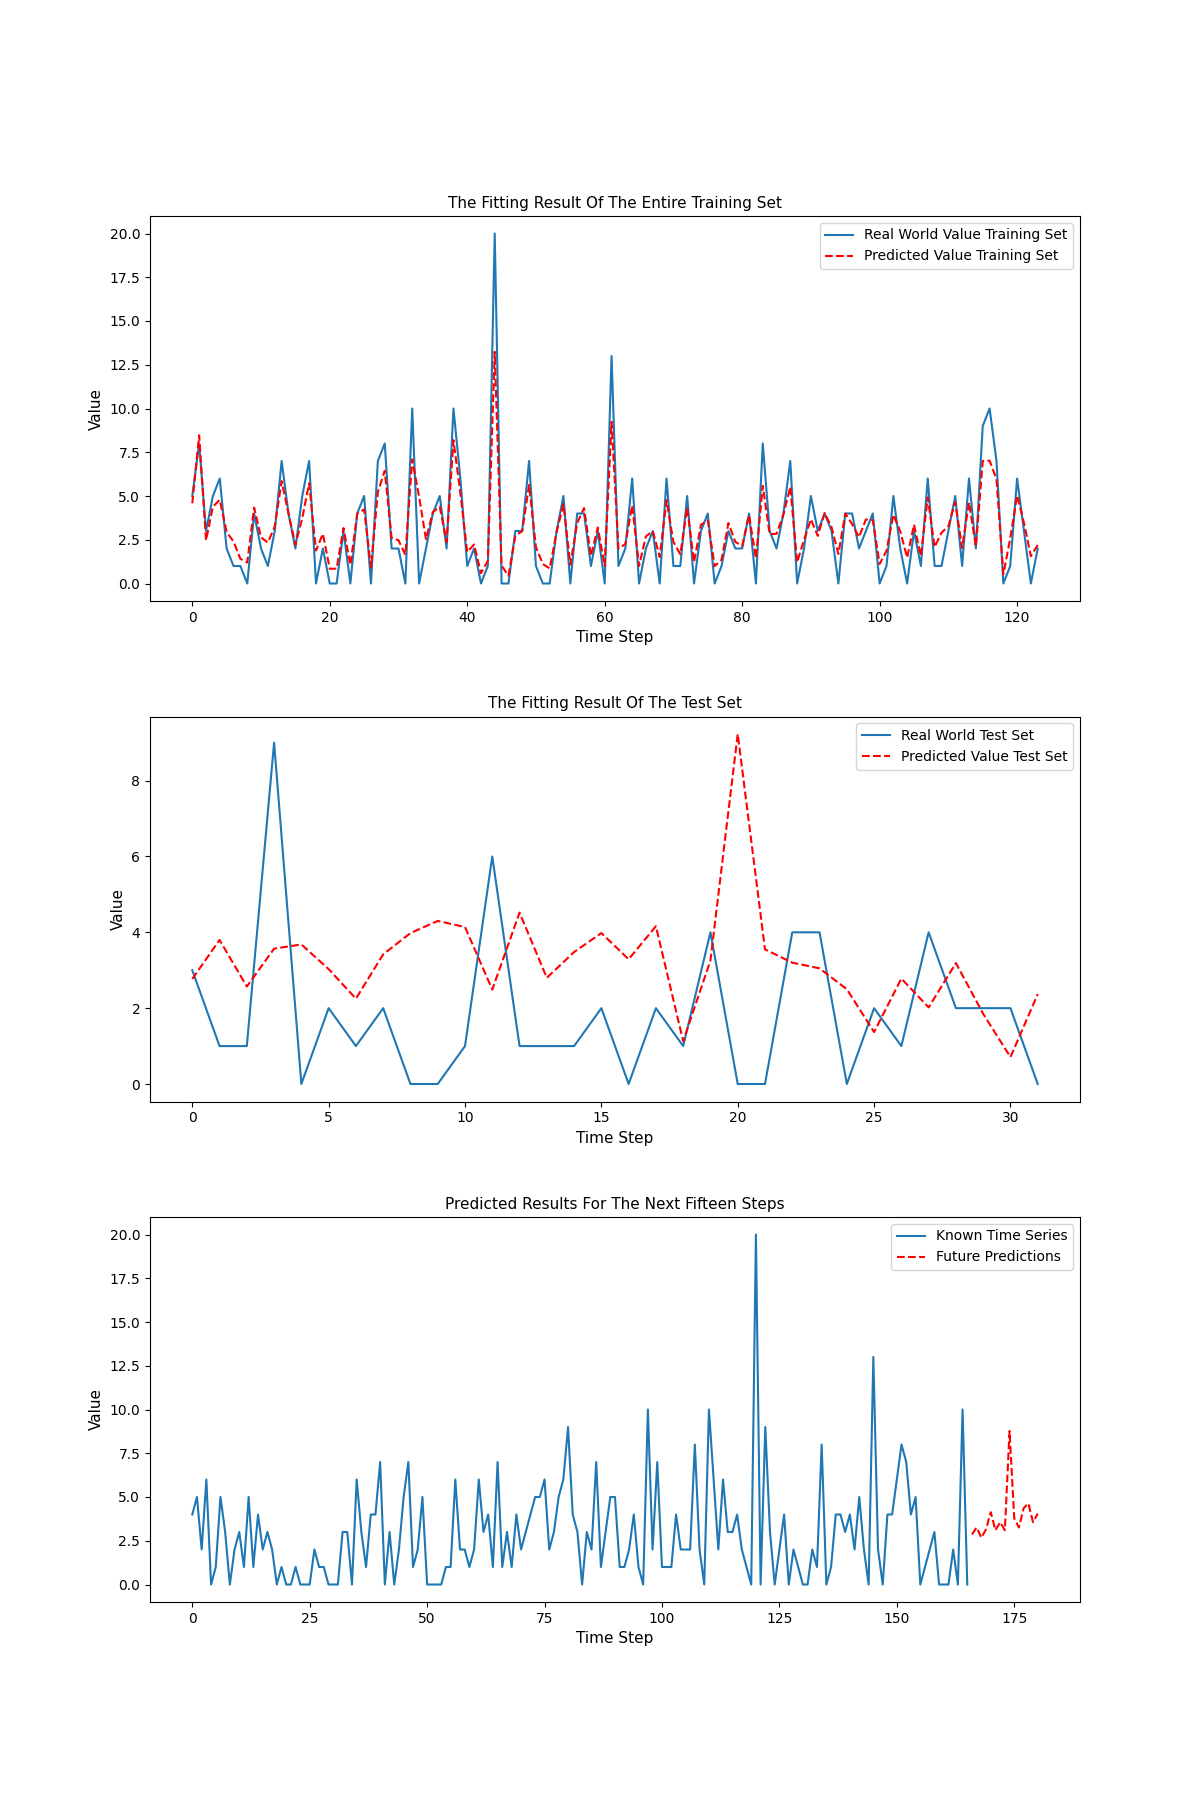 The Fitting Result Of The Entire Training Set
Real World Value Training Set
Predicted Value Training Set
20.0
17.5
15.0
12.5
10.0
7.5
5.0
2.5
0.0
Value
0 20 40 60 80 100 120
Time Step
The Fitting Result Of The Test Set
Real World Test Set
Predicted Value Test Set
8
6
4
2
0
Value
0 5 10 15 20 25 30
Time Step
Predicted Results For The Next Fifteen Steps
Known Time Series
Future Predictions
20.0
17.5
15.0
12.5
10.0
7.5
5.0
2.5
0.0
Value
0 25 50 75 100 125 150 175
Time Step